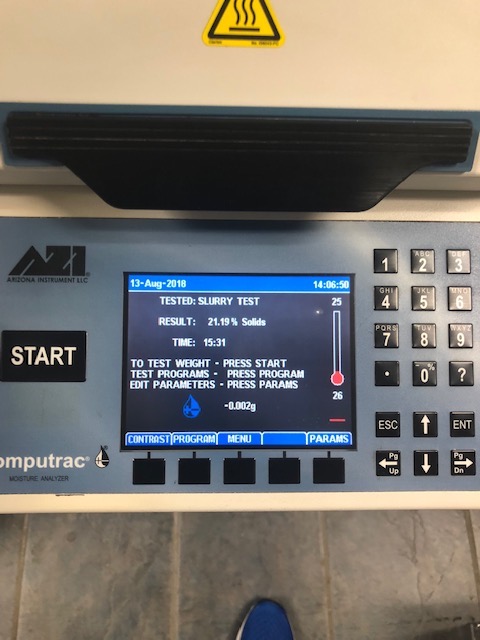 AZI
ARIZONA INSTRUMENT LLC
START
omputrac®
MOISTURE ANALYZER
13-Aug-2018 14:06:50
TESTED: SLURRY TEST 25
RESULT: 21.19 % Solids
TIME: 15:31
TO TEST WEIGHT - PRESS START
TEST PROGRAMS - PRESS PROGRAM
EDIT PARAMETERS - PRESS PARAMS
26
-0.002g
CONTRAST PROGRAM MENU PARAMS
1 ABC 2 DEF 3
GHI 4 JKL 5 MNO 6
PQRS 7 TUV 8 WXYZ 9
. -0% ?
ESC ENT
Pg Up Pg Dn